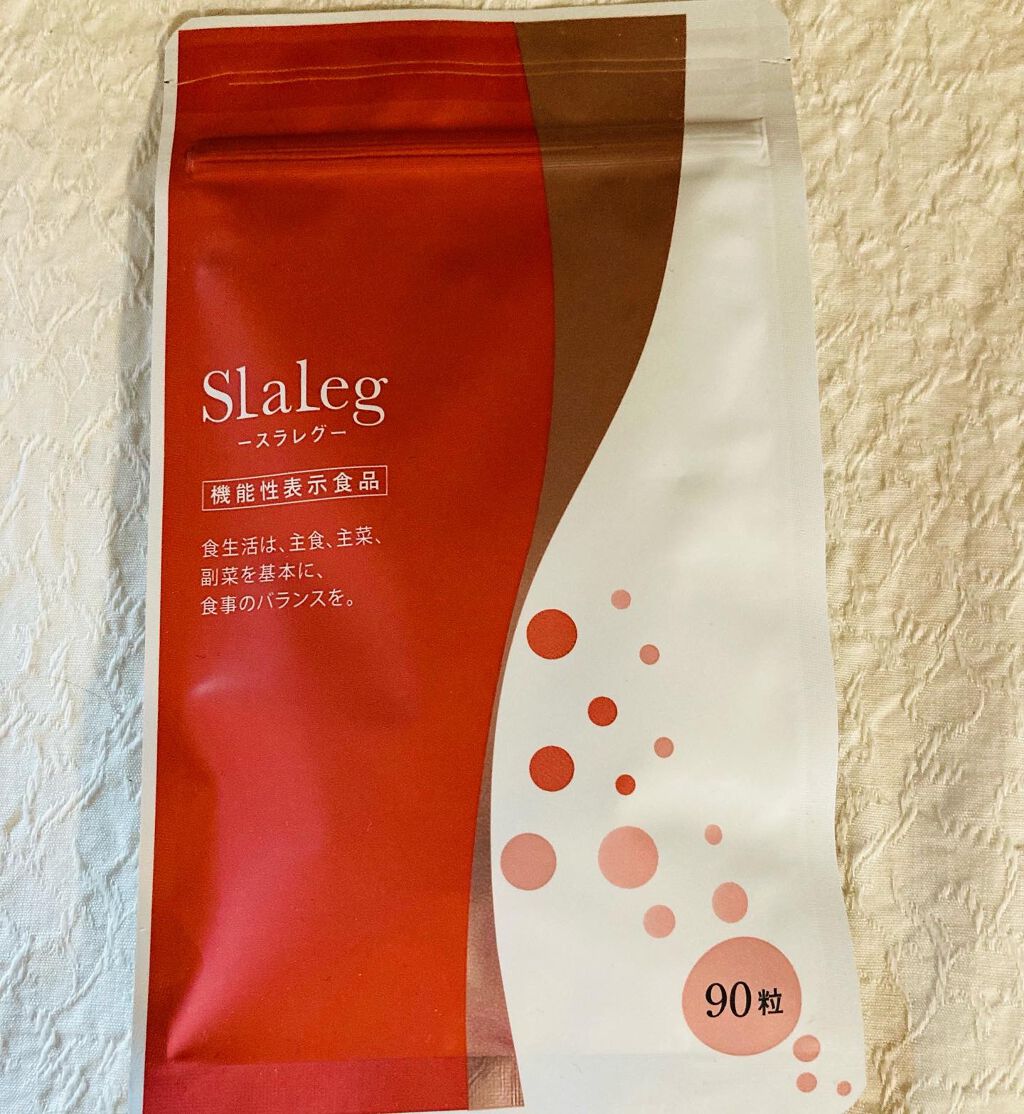 Slaleg
ースラレグー
機能性表示食品
食生活は、主食、主菜、
副菜を基本に、
食事のバランスを。
90粒